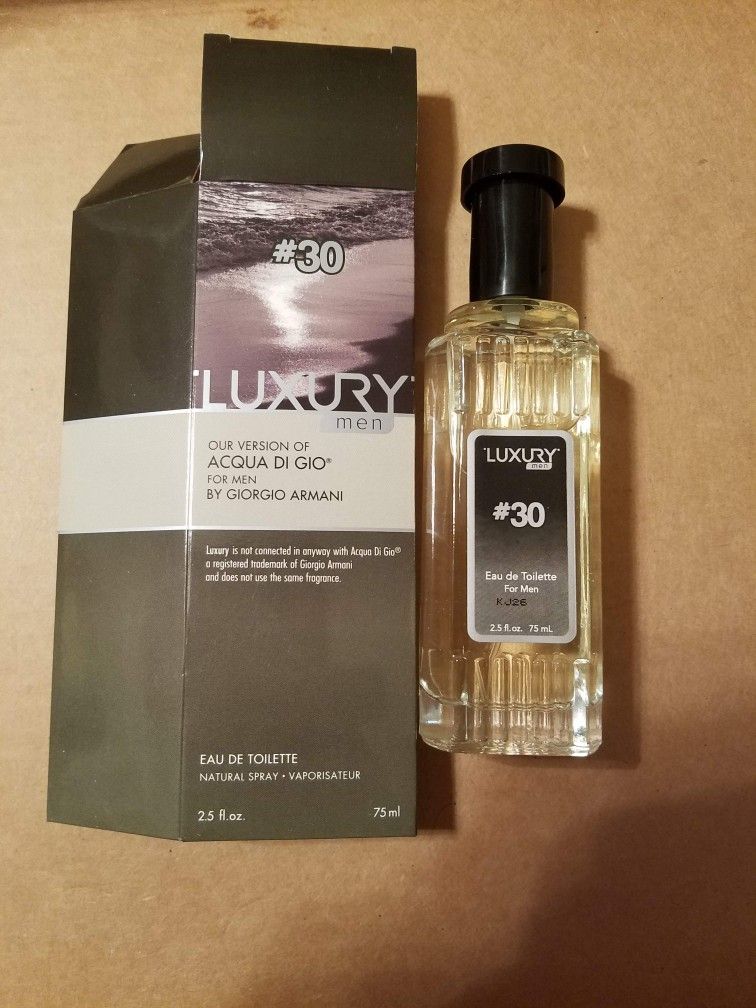 #30
LUXURY
men
OUR VERSION OF
ACQUA DI GIO®
FOR MEN
BY GIORGIO ARMANI
Luxury is not connected in anyway with Acqua Di Gio®
a registered trademark of Giorgio Armani
and does not use the same fragrance.
EAU DE TOILETTE
NATURAL SPRAY • VAPORISATEUR
2.5 fl.oz. 75ml
LUXURY
men
#30
Eau de Toilette
For Men
KJ26
2.5 fl.oz. 75 mL